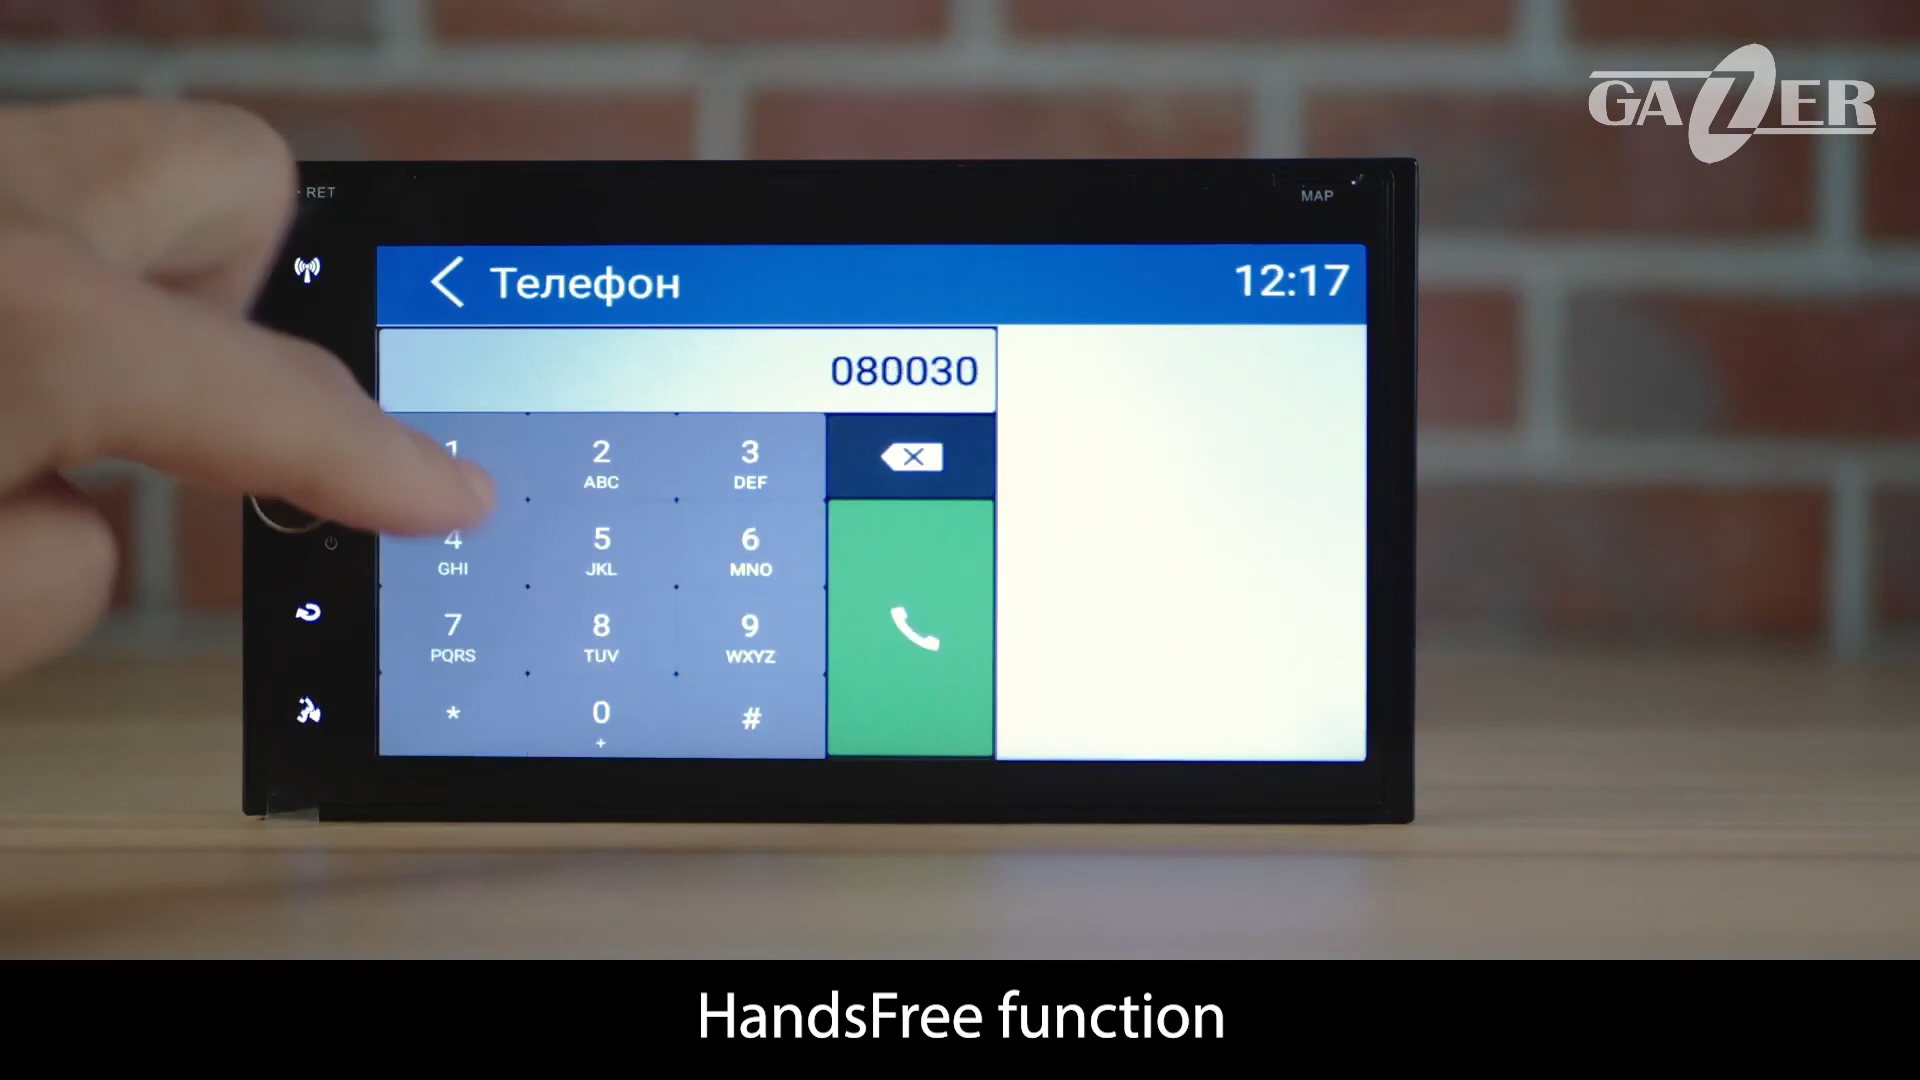 GAZER
RET
MAP
Телефон
12:17
080030
1
2
ABC
3
DEF
4
GHI
5
JKL
6
MNO
7
PQRS
8
TUV
9
WXYZ
*
0
+
#
HandsFree function